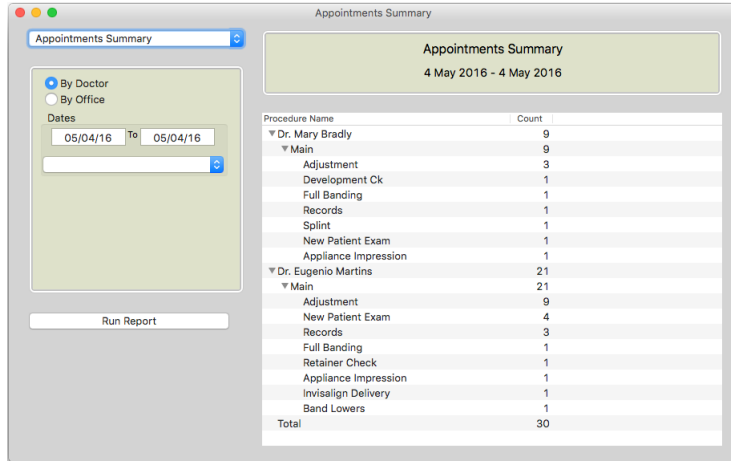 Appointments Summary
Appointments Summary
By Doctor
By Office
Dates
05/04/16 To 05/04/16
Run Report
Appointments Summary
4 May 2016 - 4 May 2016
Procedure Name Count
Dr. Mary Bradly 9
Main 9
Adjustment 3
Development Ck 1
Full Banding 1
Records 1
Splint 1
New Patient Exam 1
Appliance Impression 1
Dr. Eugenio Martins 21
Main 21
Adjustment 9
New Patient Exam 4
Records 3
Full Banding 1
Retainer Check 1
Appliance Impression 1
Invisalign Delivery 1
Band Lowers 1
Total 30